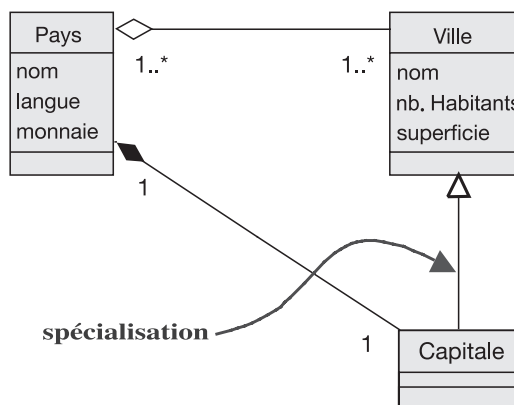 Pays
nom
langue
monnaie
1..*
1..*
Ville
nom
nb. Habitants
superficie
1
spécialisation
1
Capitale